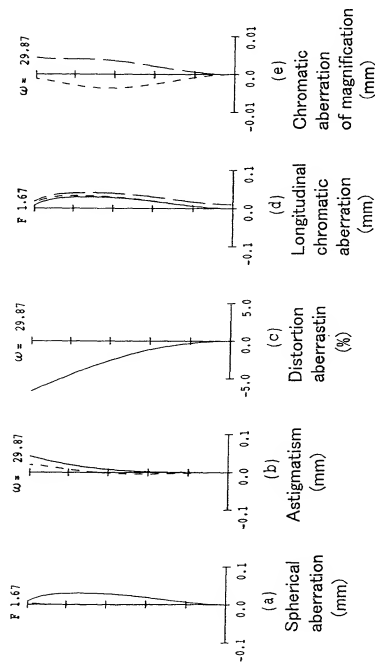 F 1.67
-0.1 0.0 0.1
(a)
Spherical
aberration
(mm)
ω= 29.87
-0.1 0.0 0.1
(b)
Astigmatism
(mm)
ω= 29.87
-5.0 0.0 5.0
(c)
Distortion
aberrastin
(%)
F 1.67
-0.1 0.0 0.1
(d)
Longitudinal
chromatic
aberration
(mm)
ω= 29.87
-0.01 0.0 0.01
(e)
Chromatic
aberration
of magnification
(mm)